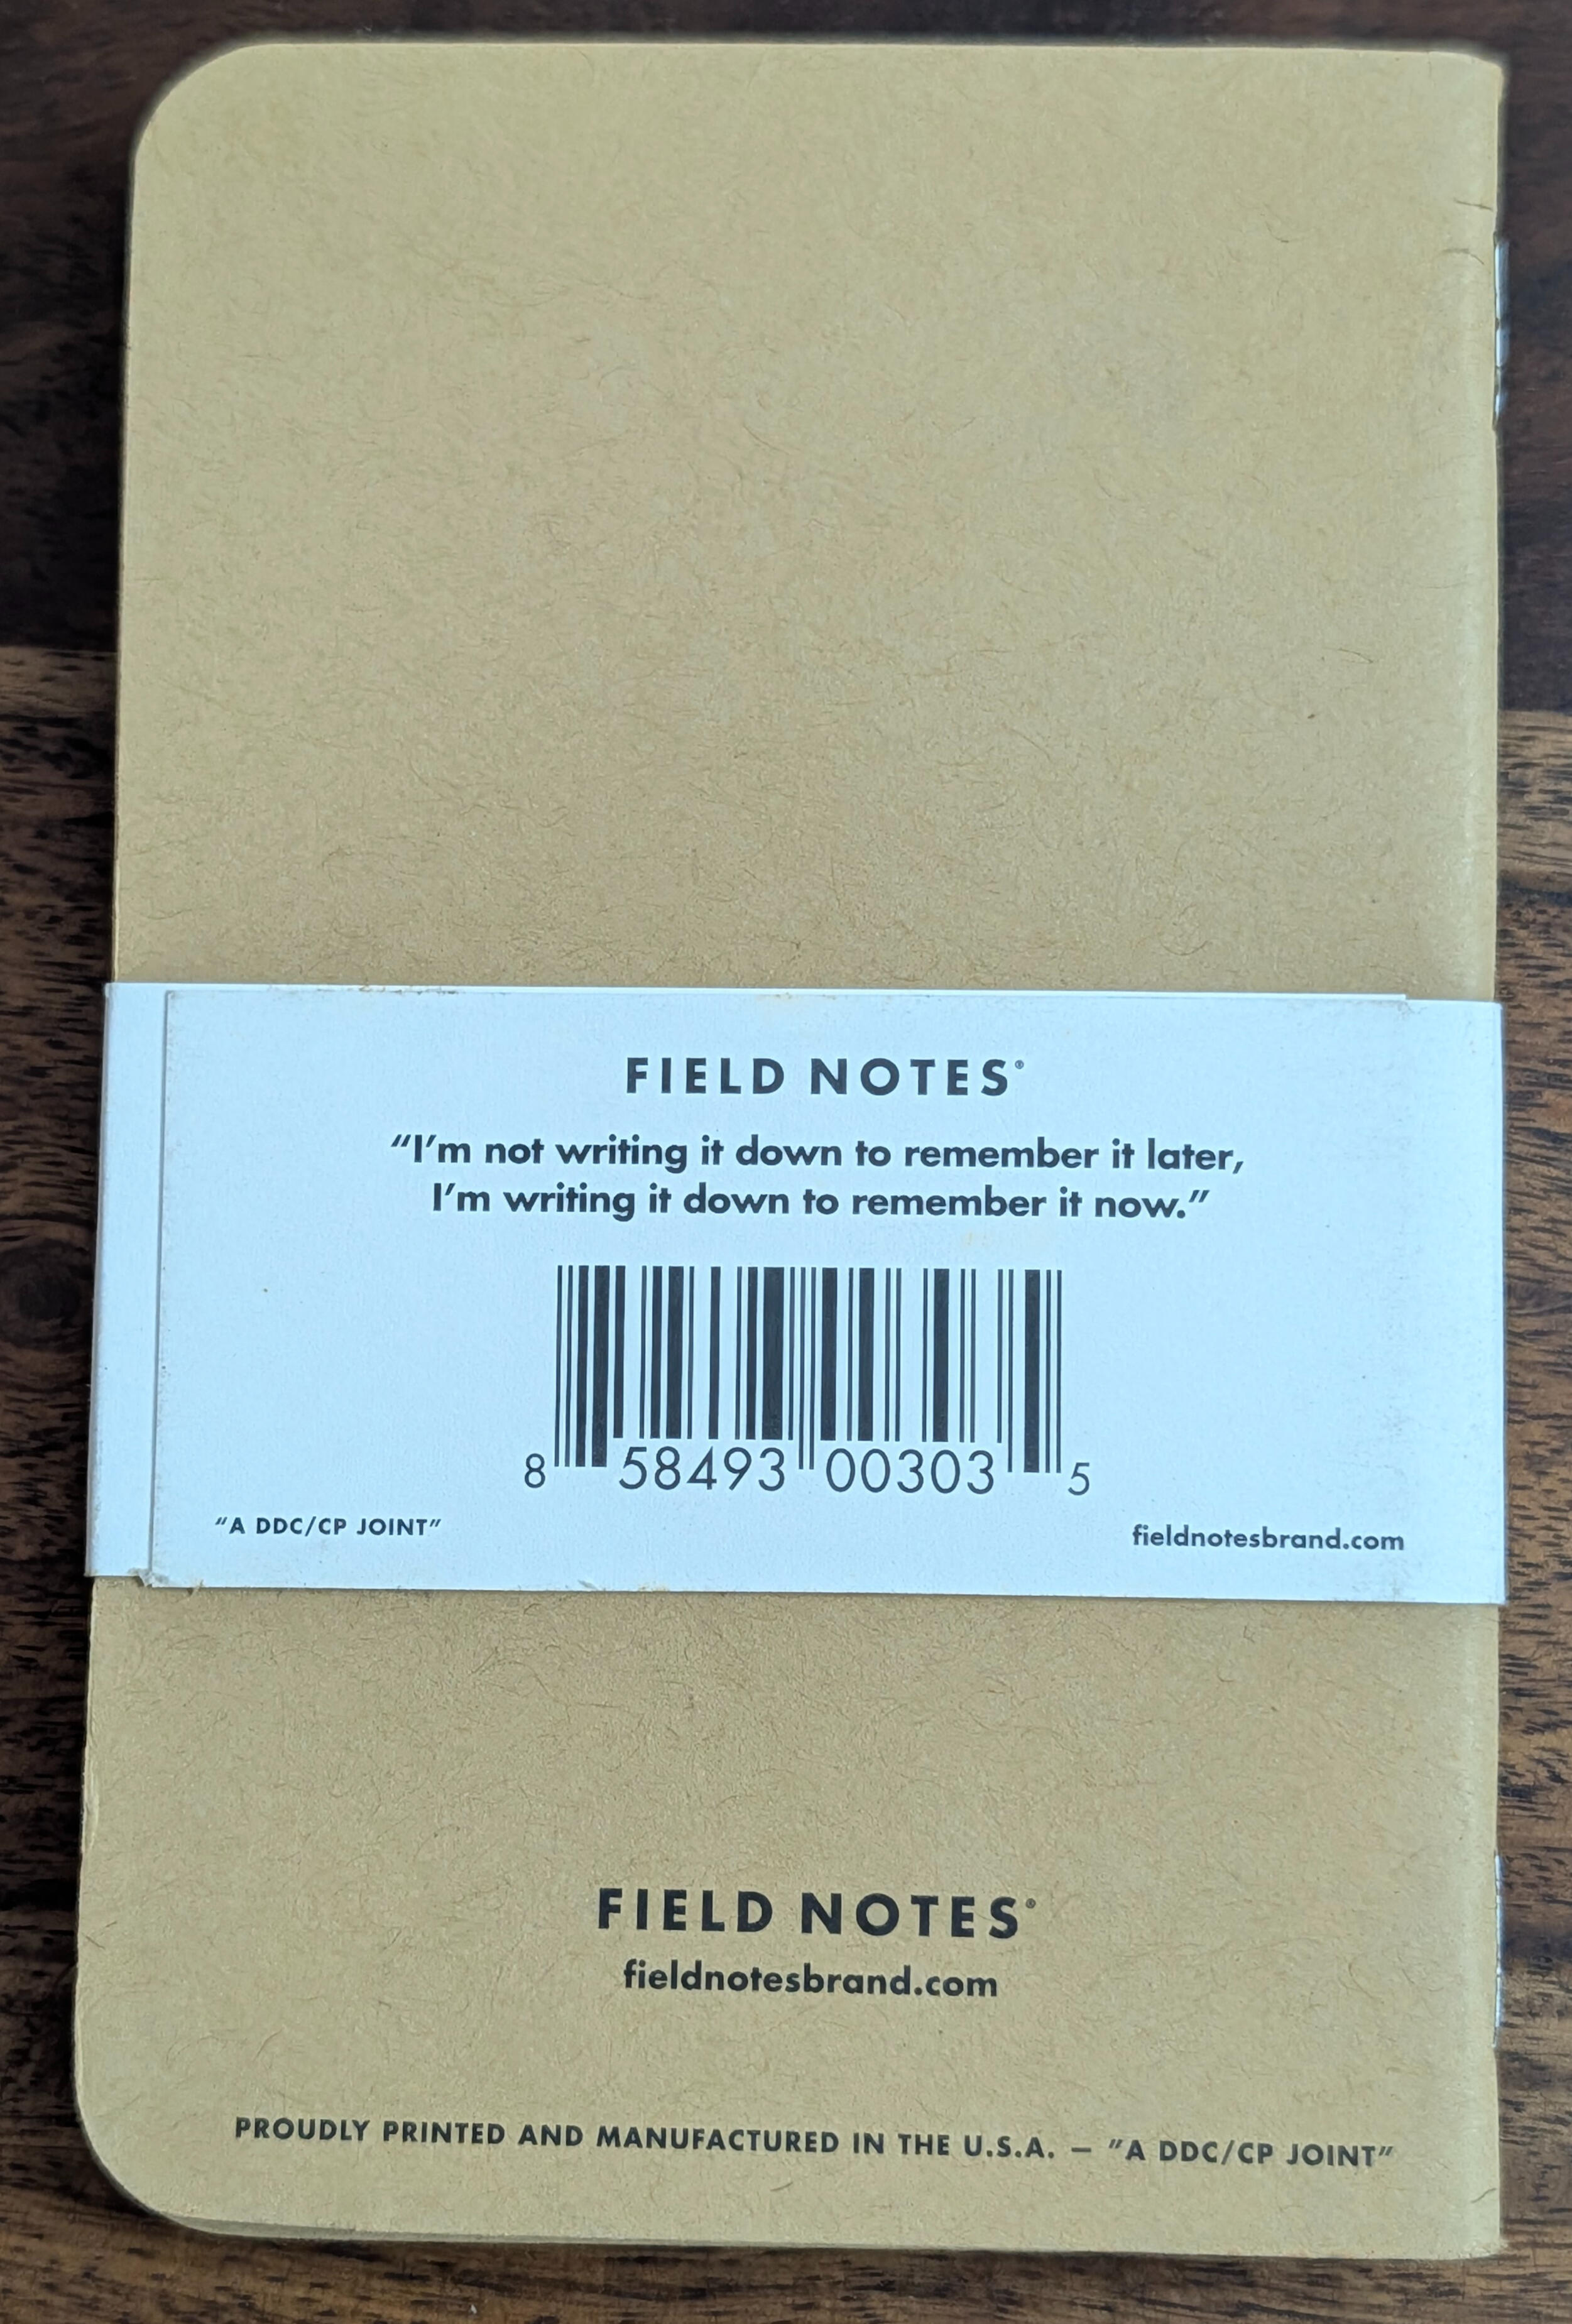 FIELD NOTES®
“I’m not writing it down to remember it later,
I’m writing it down to remember it now.”
8 58493 00303 5
“A DDC/CP JOINT” fieldnotesbrand.com
FIELD NOTES®
fieldnotesbrand.com
PROUDLY PRINTED AND MANUFACTURED IN THE U.S.A. — “A DDC/CP JOINT”